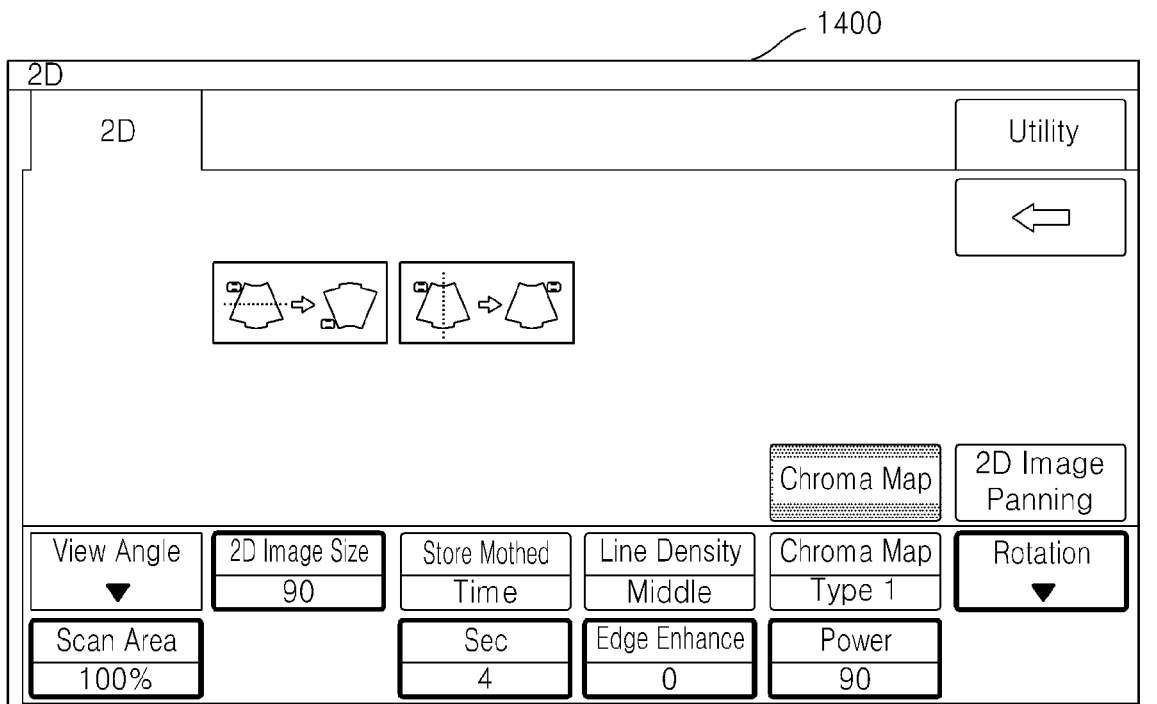 1400
2D
2D
Utility
Chroma Map
2D Image
Panning
View Angle
2D Image Size
Store Mothed
Line Density
Chroma Map
Rotation
90
Time
Middle
Type 1
Scan Area
Sec
Edge Enhance
Power
100%
4
0
90